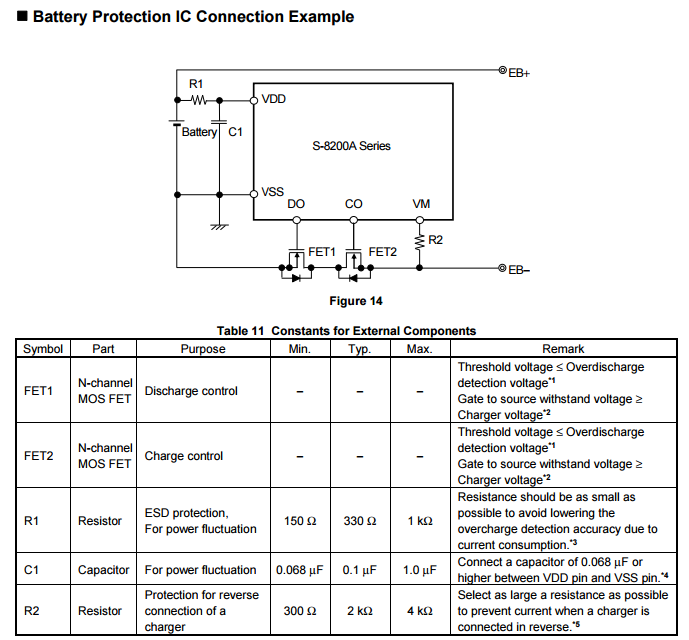 ■ Battery Protection IC Connection Example
EB+
R1
VDD
Battery
C1
S-8200A Series
VSS
DO
CO
VM
R2
FET1
FET2
EB−
Figure 14
Table 11 Constants for External Components
Symbol Part Purpose Min. Typ. Max. Remark
FET1 N-channel MOS FET Discharge control – – – Threshold voltage ≤ Overdischarge
detection voltage*1
Gate to source withstand voltage ≥
Charger voltage*2
FET2 N-channel MOS FET Charge control – – – Threshold voltage ≤ Overdischarge
detection voltage*1
Gate to source withstand voltage ≥
Charger voltage*2
R1 Resistor ESD protection, For power fluctuation 150 Ω 330 Ω 1 kΩ Resistance should be as small as
possible to avoid lowering the
overcharge detection accuracy due to
current consumption.*3
C1 Capacitor For power fluctuation 0.068 μF 0.1 μF 1.0 μF Connect a capacitor of 0.068 μF or
higher between VDD pin and VSS pin.*4
R2 Resistor Protection for reverse connection of a charger 300 Ω 2 kΩ 4 kΩ Select as large a resistance as possible
to prevent current when a charger is
connected in reverse.*5